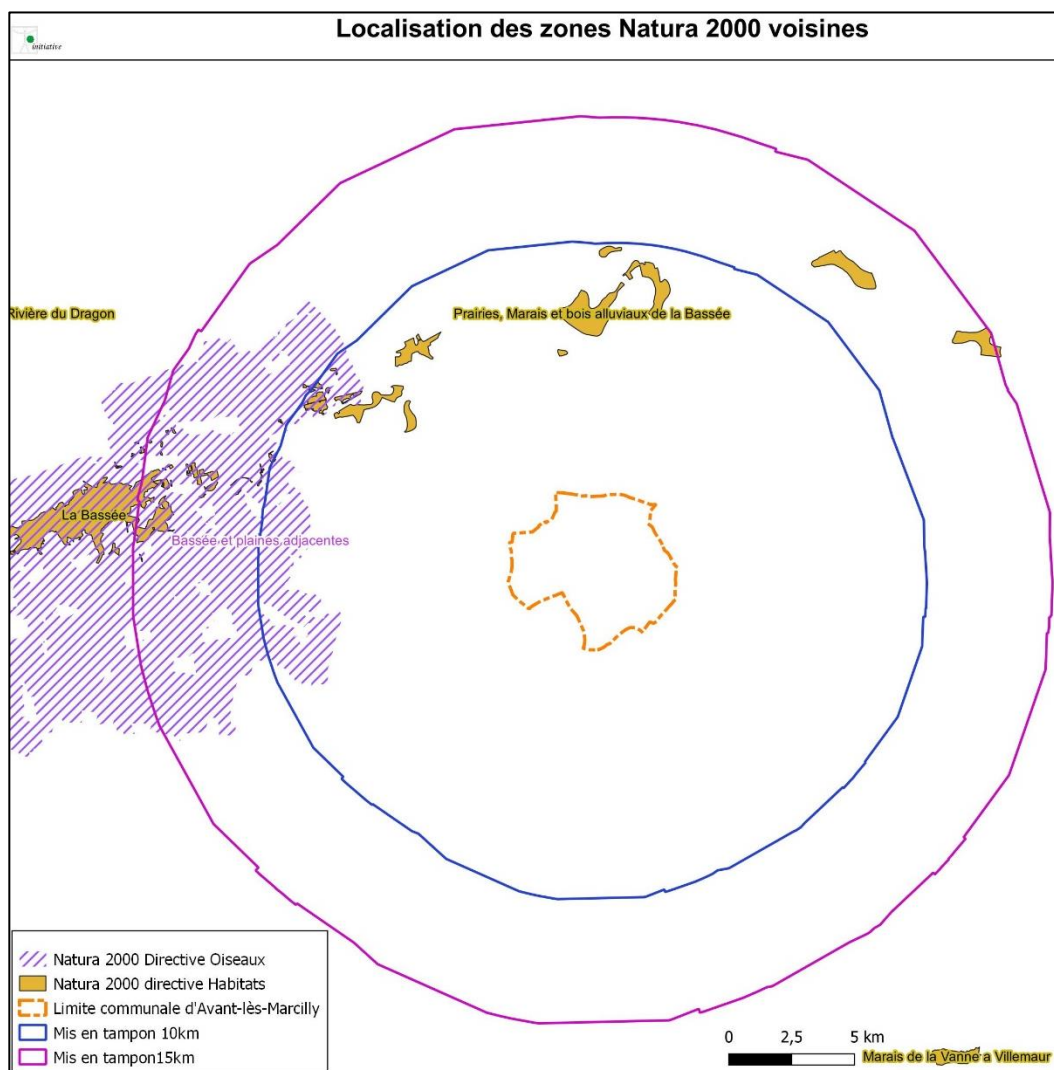 initiative
Localisation des zones Natura 2000 voisines
Rivière du Dragon
Prairies, Marais et bois alluviaux de la Bassée
La Bassée
Bassée et plaines adjacentes
Natura 2000 Directive Oiseaux
Natura 2000 directive Habitats
Limite communale d'Avant-lès-Marcilly
Mis en tampon 10km
Mis en tampon15km
0 2,5 5 km
Marais de la Vanne a Villemaur